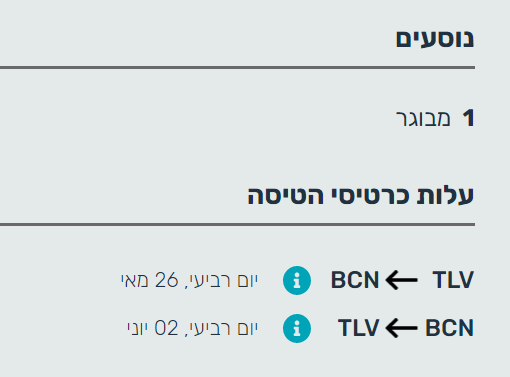 נוסעים
1 מבוגר
עלות כרטיסי הטיסה
TLV ← BCN יום רביעי, 26 מאי
BCN ← TLV יום רביעי, 02 יוני